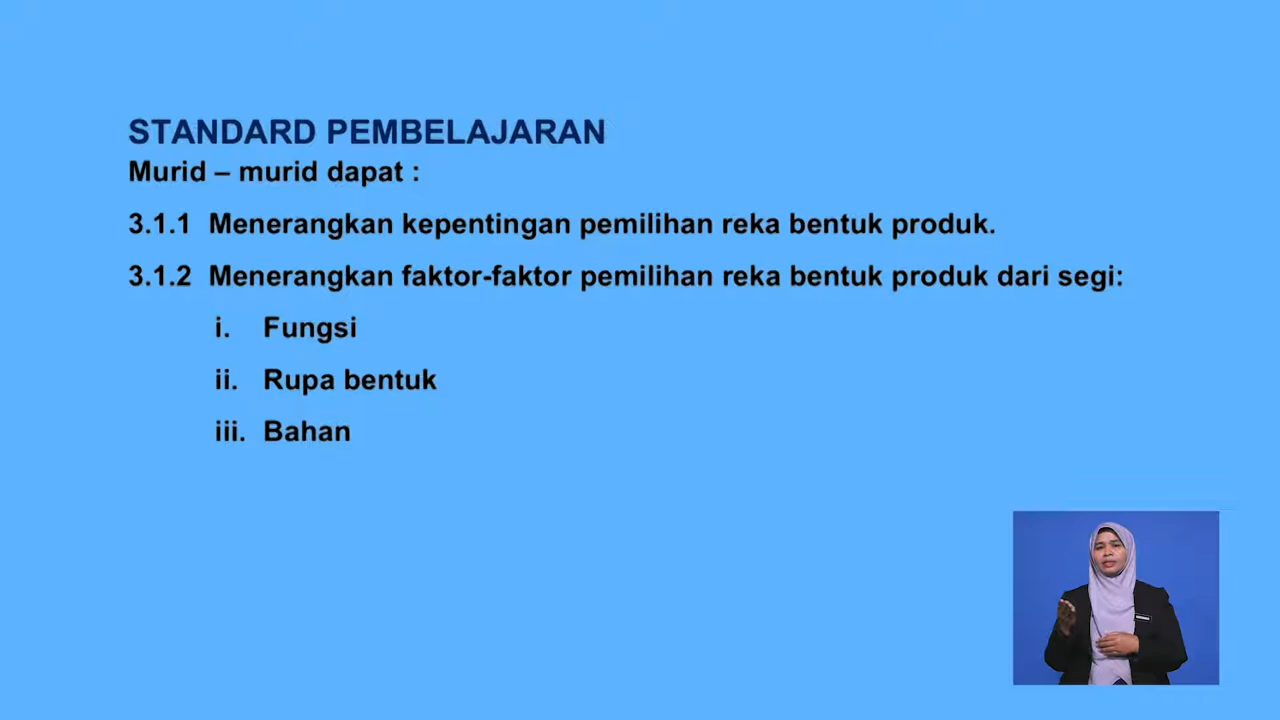 STANDARD PEMBELAJARAN
Murid – murid dapat :
3.1.1 Menerangkan kepentingan pemilihan reka bentuk produk.
3.1.2 Menerangkan faktor-faktor pemilihan reka bentuk produk dari segi:
i. Fungsi
ii. Rupa bentuk
iii. Bahan